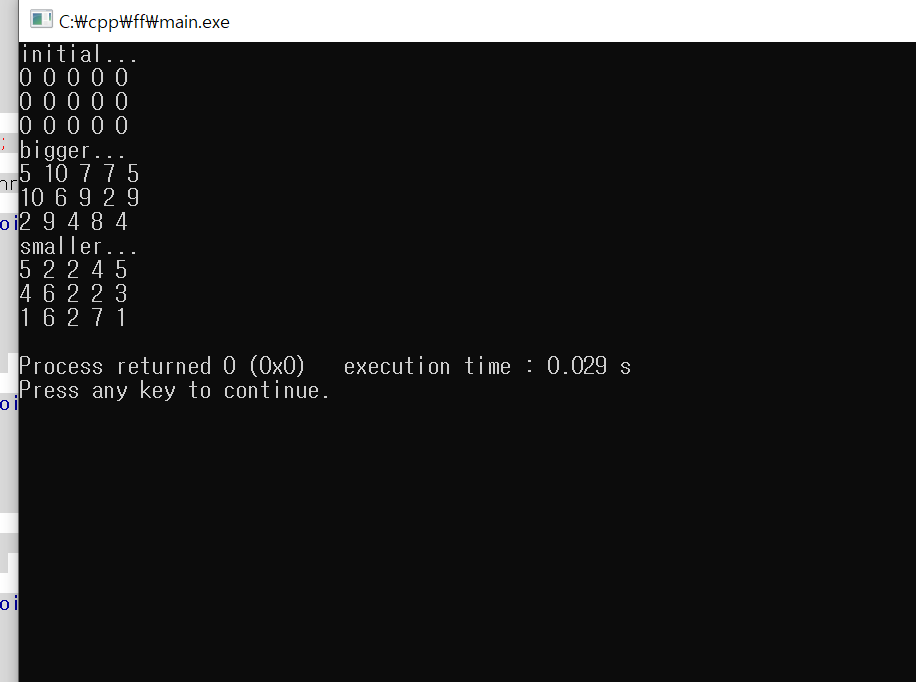 C:₩cpp₩ff₩main.exe
initial...
0 0 0 0 0
0 0 0 0 0
0 0 0 0 0
bigger...
5 10 7 7 5
10 6 9 2 9
2 9 4 8 4
smaller...
5 2 2 4 5
4 6 2 2 3
1 6 2 7 1
Process returned 0 (0x0)   execution time : 0.029 s
Press any key to continue.
;
oi
oi
oi